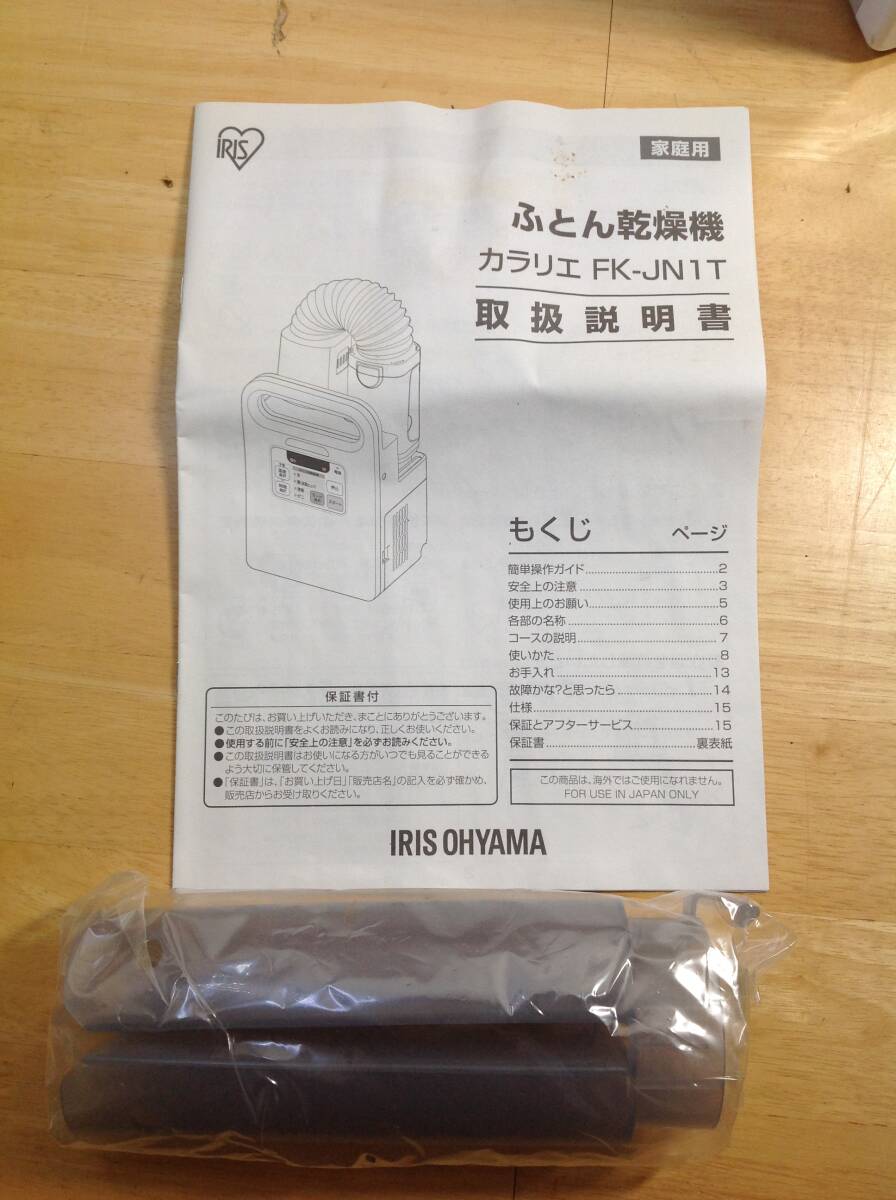 IRIS
家庭用
ふとん乾燥機
カラリエ FK-JN1T
取扱説明書
もくじ ページ
簡単操作ガイド 2
安全上の注意 3
使用上のお願い 5
各部の名称 6
コースの説明 7
使いかた 8
お手入れ 13
故障かな?と思ったら 14
仕様 15
保証とアフターサービス 15
保証書 裏表紙
保証書付
このたびは、お買い上げいただき、まことにありがとうございます。
●この取扱説明書をよくお読みになり、正しくお使いください。
●使用する前に「安全上の注意」を必ずお読みください。
●この取扱説明書はお使いになる方がいつでも見ることができる
よう大切に保管してください。
●「保証書」は、「お買い上げ日」「販売店名」の記入を必ず確かめ、
販売店からお受け取りください。
この商品は、海外ではご使用になれません。
FOR USE IN JAPAN ONLY
IRIS OHYAMA